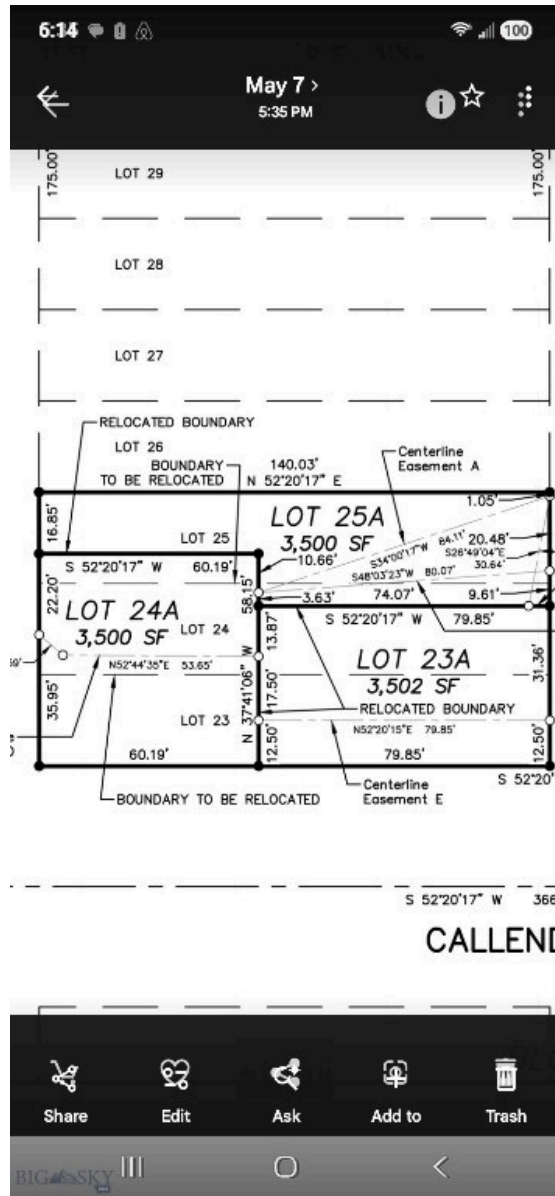 6:14
100
May 7 >
5:35 PM
175.00'
LOT 29
175.00'
LOT 28
LOT 27
RELOCATED BOUNDARY
LOT 26
BOUNDARY
TO BE RELOCATED
140.03'
N 52°20'17" E
Centerline
Easement A
1.05'
16.85'
LOT 25
LOT 25A
3,500 SF
10.66'
S34°00'17"W 84.11'
20.48'
S26°49'04"E
30.64'
S48°03'23"W 80.07'
S 52°20'17" W 60.19'
22.20'
58.15'
3.63'
74.07'
9.61'
S 52°20'17" W 79.85'
LOT 24A
3,500 SF
LOT 24
13.87'
N52°44'35"E 53.65'
LOT 23A
3,502 SF
31.36'
35.95'
N 37°41'06" W
17.50'
RELOCATED BOUNDARY
LOT 23
N52°20'15"E 79.85'
12.50'
12.50'
60.19'
79.85'
S 52°20'
BOUNDARY TO BE RELOCATED
Centerline
Easement E
S 52°20'17" W 366
CALLEND
Share
Edit
Ask
Add to
Trash
BIG SKY